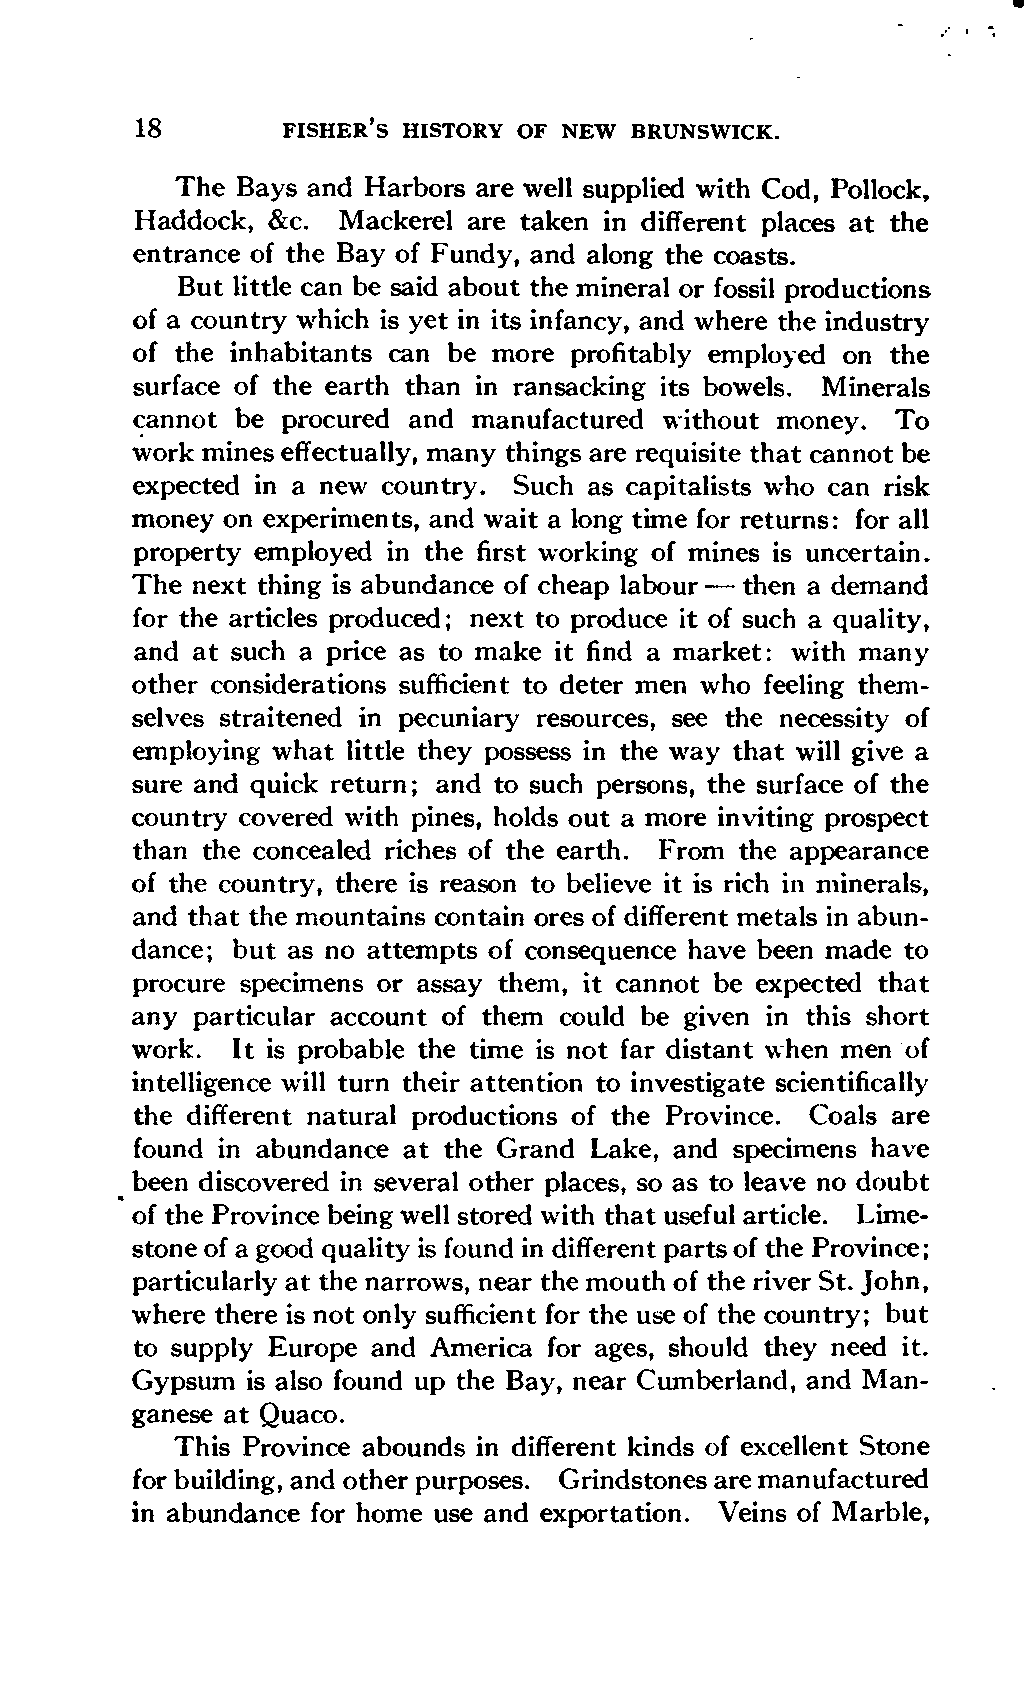 18 FISHER'S HISTORY OF NEW BRUNSWICK.
The Bays and Harbors are well supplied with Cod, Pollock,
Haddock, &c. Mackerel are taken in different places at the
entrance of the Bay of Fundy, and along the coasts.
But little can be said about the mineral or fossil productions
of a country which is yet in its infancy, and where the industry
of the inhabitants can be more profitably employed on the
surface of the earth than in ransacking its bowels. Minerals
cannot be procured and manufactured without money. To
work mines effectually, many things are requisite that cannot be
expected in a new country. Such as capitalists who can risk
money on experiments, and wait a long time for returns: for all
property employed in the first working of mines is uncertain.
The next thing is abundance of cheap labour — then a demand
for the articles produced; next to produce it of such a quality,
and at such a price as to make it find a market: with many
other considerations sufficient to deter men who feeling them-
selves straitened in pecuniary resources, see the necessity of
employing what little they possess in the way that will give a
sure and quick return; and to such persons, the surface of the
country covered with pines, holds out a more inviting prospect
than the concealed riches of the earth. From the appearance
of the country, there is reason to believe it is rich in minerals,
and that the mountains contain ores of different metals in abun-
dance; but as no attempts of consequence have been made to
procure specimens or assay them, it cannot be expected that
any particular account of them could be given in this short
work. It is probable the time is not far distant when men of
intelligence will turn their attention to investigate scientifically
the different natural productions of the Province. Coals are
found in abundance at the Grand Lake, and specimens have
been discovered in several other places, so as to leave no doubt
of the Province being well stored with that useful article. Lime-
stone of a good quality is found in different parts of the Province;
particularly at the narrows, near the mouth of the river St. John,
where there is not only sufficient for the use of the country; but
to supply Europe and America for ages, should they need it.
Gypsum is also found up the Bay, near Cumberland, and Man-
ganese at Quaco.
This Province abounds in different kinds of excellent Stone
for building, and other purposes. Grindstones are manufactured
in abundance for home use and exportation. Veins of Marble,